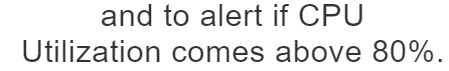 and to alert if CPU
Utilization comes above 80%.